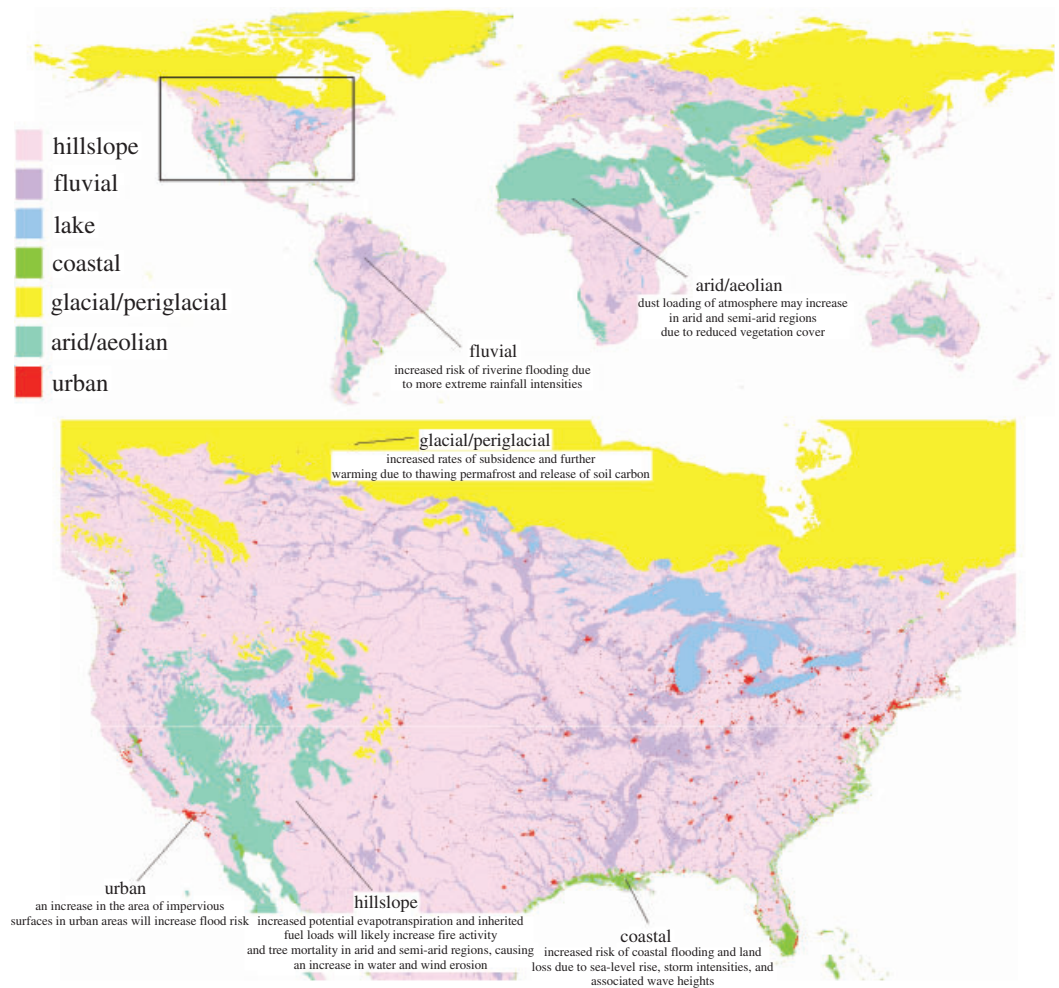 hillslope
fluvial
lake
coastal
glacial/periglacial
arid/aeolian
urban
arid/aeolian
dust loading of atmosphere may increase
in arid and semi-arid regions
due to reduced vegetation cover
fluvial
increased risk of riverine flooding due
to more extreme rainfall intensities
glacial/periglacial
increased rates of subsidence and further
warming due to thawing permafrost and release of soil carbon
urban
an increase in the area of impervious
surfaces in urban areas will increase flood risk
hillslope
increased potential evapotranspiration and inherited
fuel loads will likely increase fire activity
and tree mortality in arid and semi-arid regions, causing
an increase in water and wind erosion
coastal
increased risk of coastal flooding and land
loss due to sea-level rise, storm intensities, and
associated wave heights